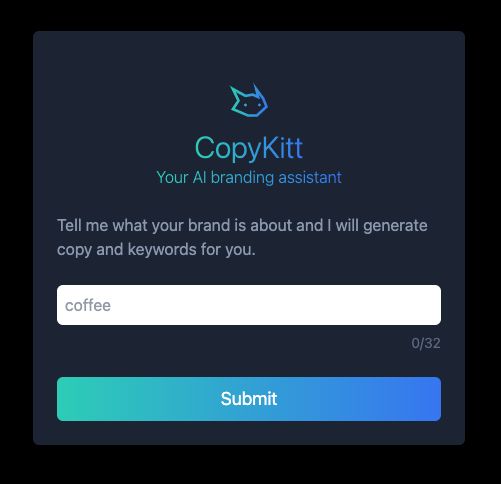 CopyKitt
Your AI branding assistant
Tell me what your brand is about and I will generate
copy and keywords for you.
coffee
0/32
Submit